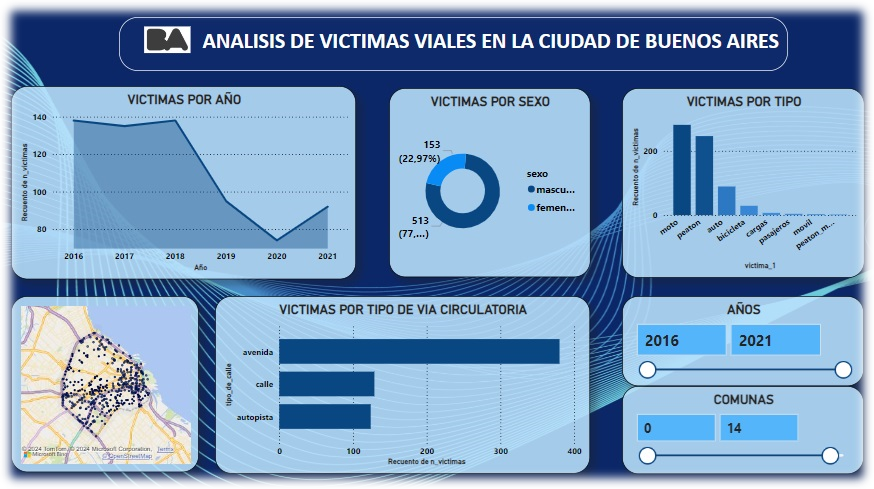 BA ANALISIS DE VICTIMAS VIALES EN LA CIUDAD DE BUENOS AIRES
VICTIMAS POR AÑO
Recuento de n_victimas
140
120
100
80
2016 2017 2018 2019 2020 2021
Año
VICTIMAS POR SEXO
153
(22,97%)
513
(77,...)
sexo
mascu...
femen...
VICTIMAS POR TIPO
Recuento de n_victimas
200
0
moto peaton auto bicicleta cargas pasajeros movil peaton_m...
victima_1
© 2024 TomTom, © 2024 Microsoft Corporation, Terms
Microsoft Bing © OpenStreetMap
VICTIMAS POR TIPO DE VIA CIRCULATORIA
tipo_de_calle
avenida
calle
autopista
0 100 200 300 400
Recuento de n_victimas
AÑOS
2016 2021
COMUNAS
0 14